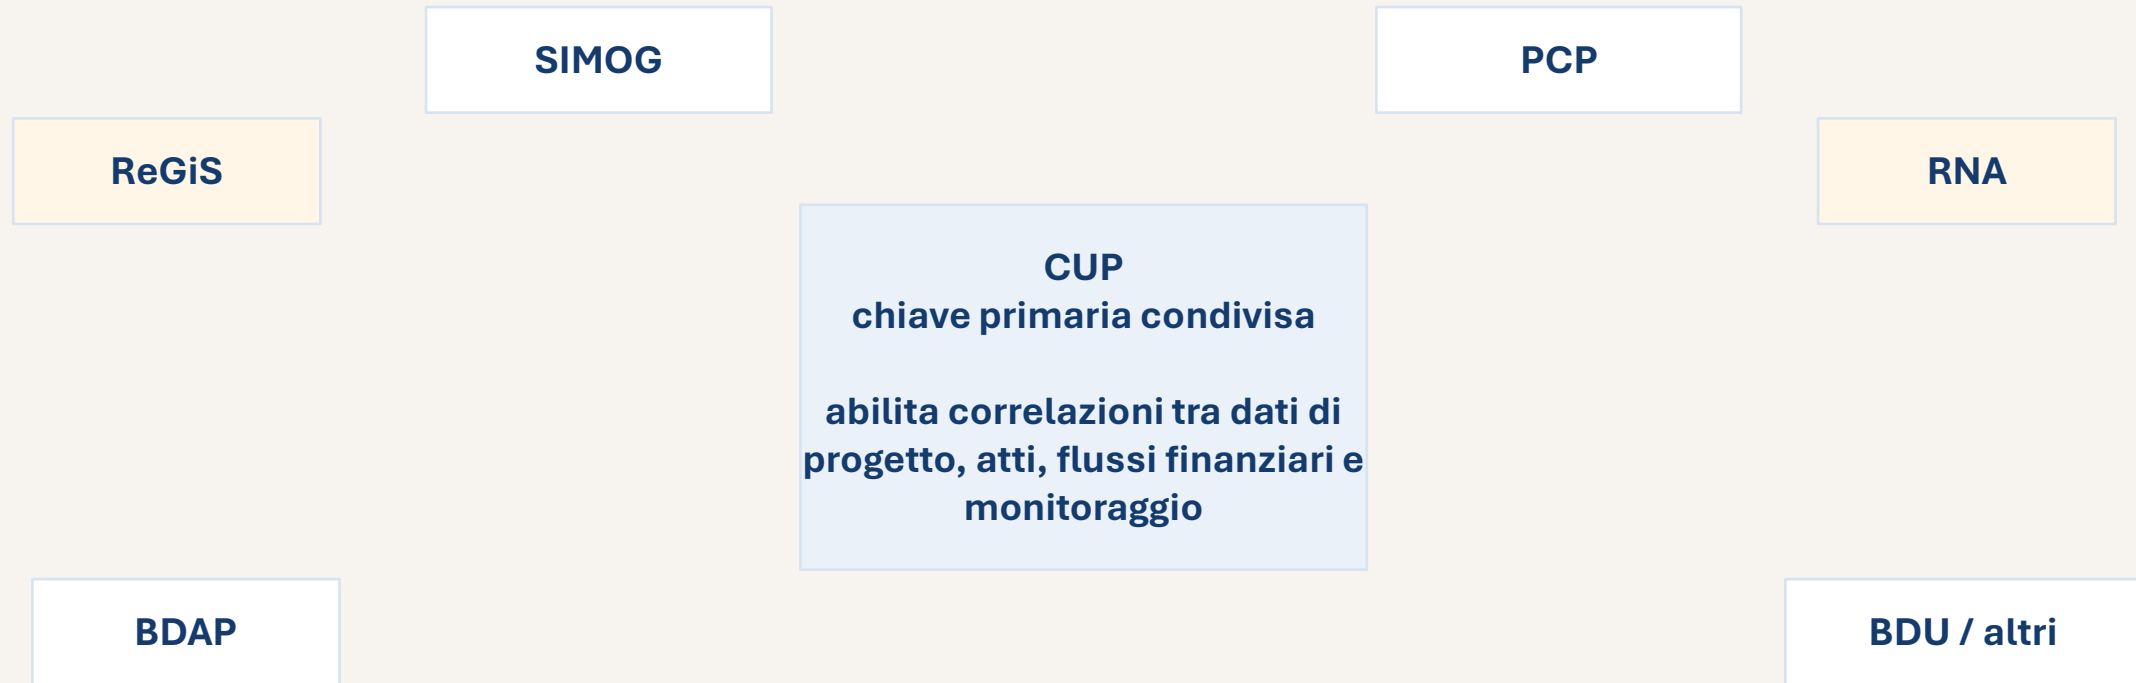 SIMOG
PCP
ReGiS
RNA
CUP
chiave primaria condivisa
abilita correlazioni tra dati di
progetto, atti, flussi finanziari e
monitoraggio
BDAP
BDU / altri